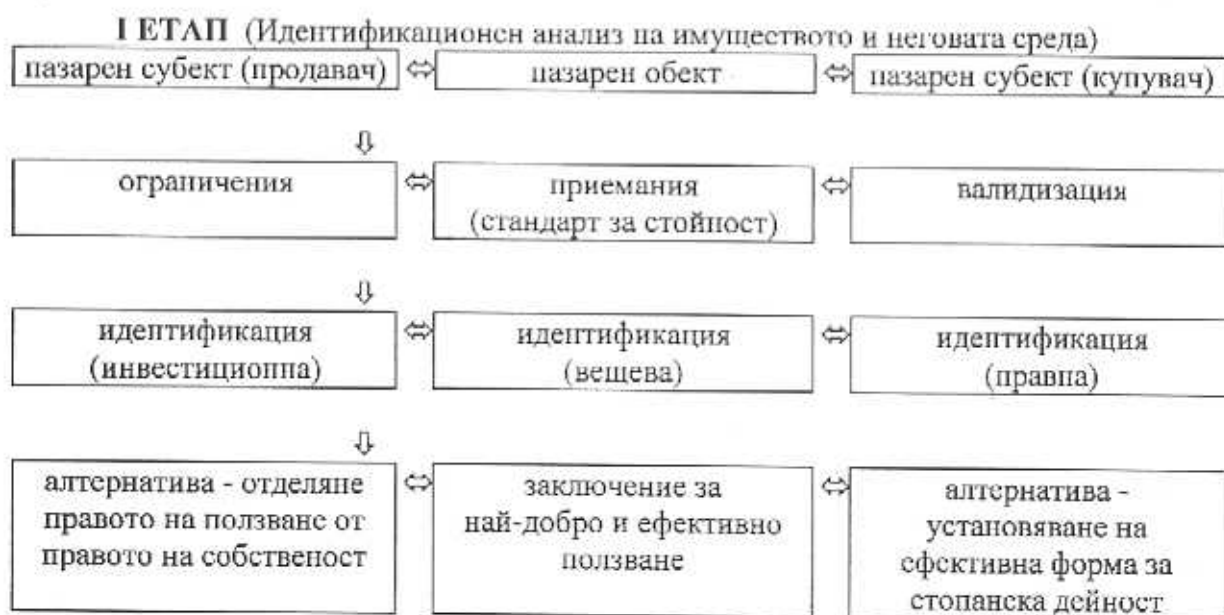 I ЕТАП (Идентификационен анализ на имуществото и неговата среда)
пазарен субект (продавач) ⇔ пазарен обект ⇔ пазарен субект (купувач)
⇩
ограничения ⇔ приемания ⇔ валидизация
(стандарт за стойност)
⇩
идентификация ⇔ идентификация ⇔ идентификация
(инвестиционна) (вещева) (правна)
⇩
алтернатива - отделяне ⇔ заключение за ⇔ алтернатива -
правото на ползване от най-добро и ефективно установяване на
правото на собственост ползване ефективна форма за
стопанска дейност